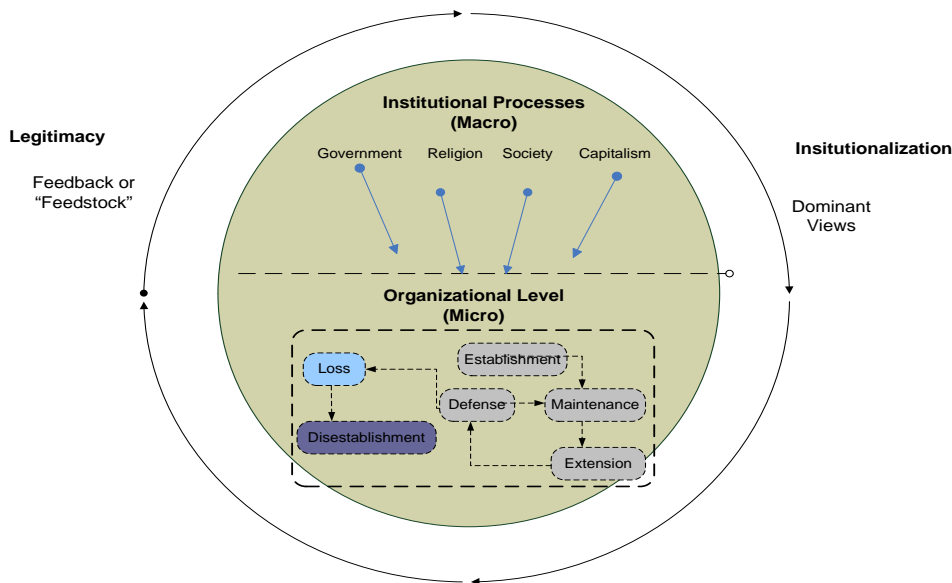 Institutional Processes
(Macro)
Legitimacy
Insitutionalization
Government
Religion
Society
Capitalism
Feedback or
“Feedstock”
Dominant
Views
Organizational Level
(Micro)
Establishment
Loss
Defense
Maintenance
Disestablishment
Extension